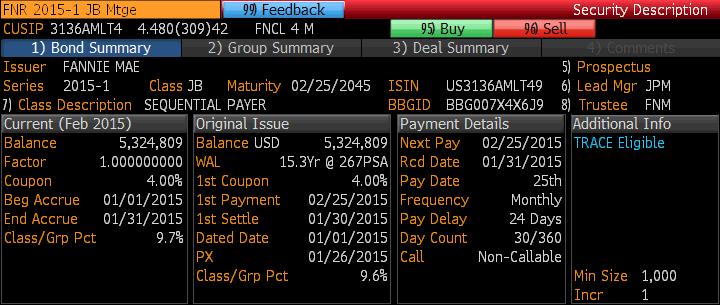 FNR 2015-1 JB Mtge 99) Feedback Security Description
CUSIP 3136AMLT4 4.480(309)42 FNCL 4 M 95) Buy 96) Sell
1) Bond Summary 2) Group Summary 3) Deal Summary 4) Comments
Issuer FANNIE MAE 5) Prospectus
Series 2015-1 Class JB Maturity 02/25/2045 ISIN US3136AMLT49 6) Lead Mgr JPM
7) Class Description SEQUENTIAL PAYER BBGID BBG007X4X6J9 8) Trustee FNM
Current (Feb 2015) Original Issue Payment Details Additional Info
Balance 5,324,809 Balance USD 5,324,809 Next Pay 02/25/2015 TRACE Eligible
Factor 1.000000000 WAL 15.3Yr @ 267PSA Rcd Date 01/31/2015
Coupon 4.00% 1st Coupon 4.00% Pay Date 25th
Beg Accrue 01/01/2015 1st Payment 02/25/2015 Frequency Monthly
End Accrue 01/31/2015 1st Settle 01/30/2015 Pay Delay 24 Days
Class/Grp Pct 9.7% Dated Date 01/01/2015 Day Count 30/360
PX 01/26/2015 Call Non-Callable
Class/Grp Pct 9.6% Min Size 1,000
Incr 1